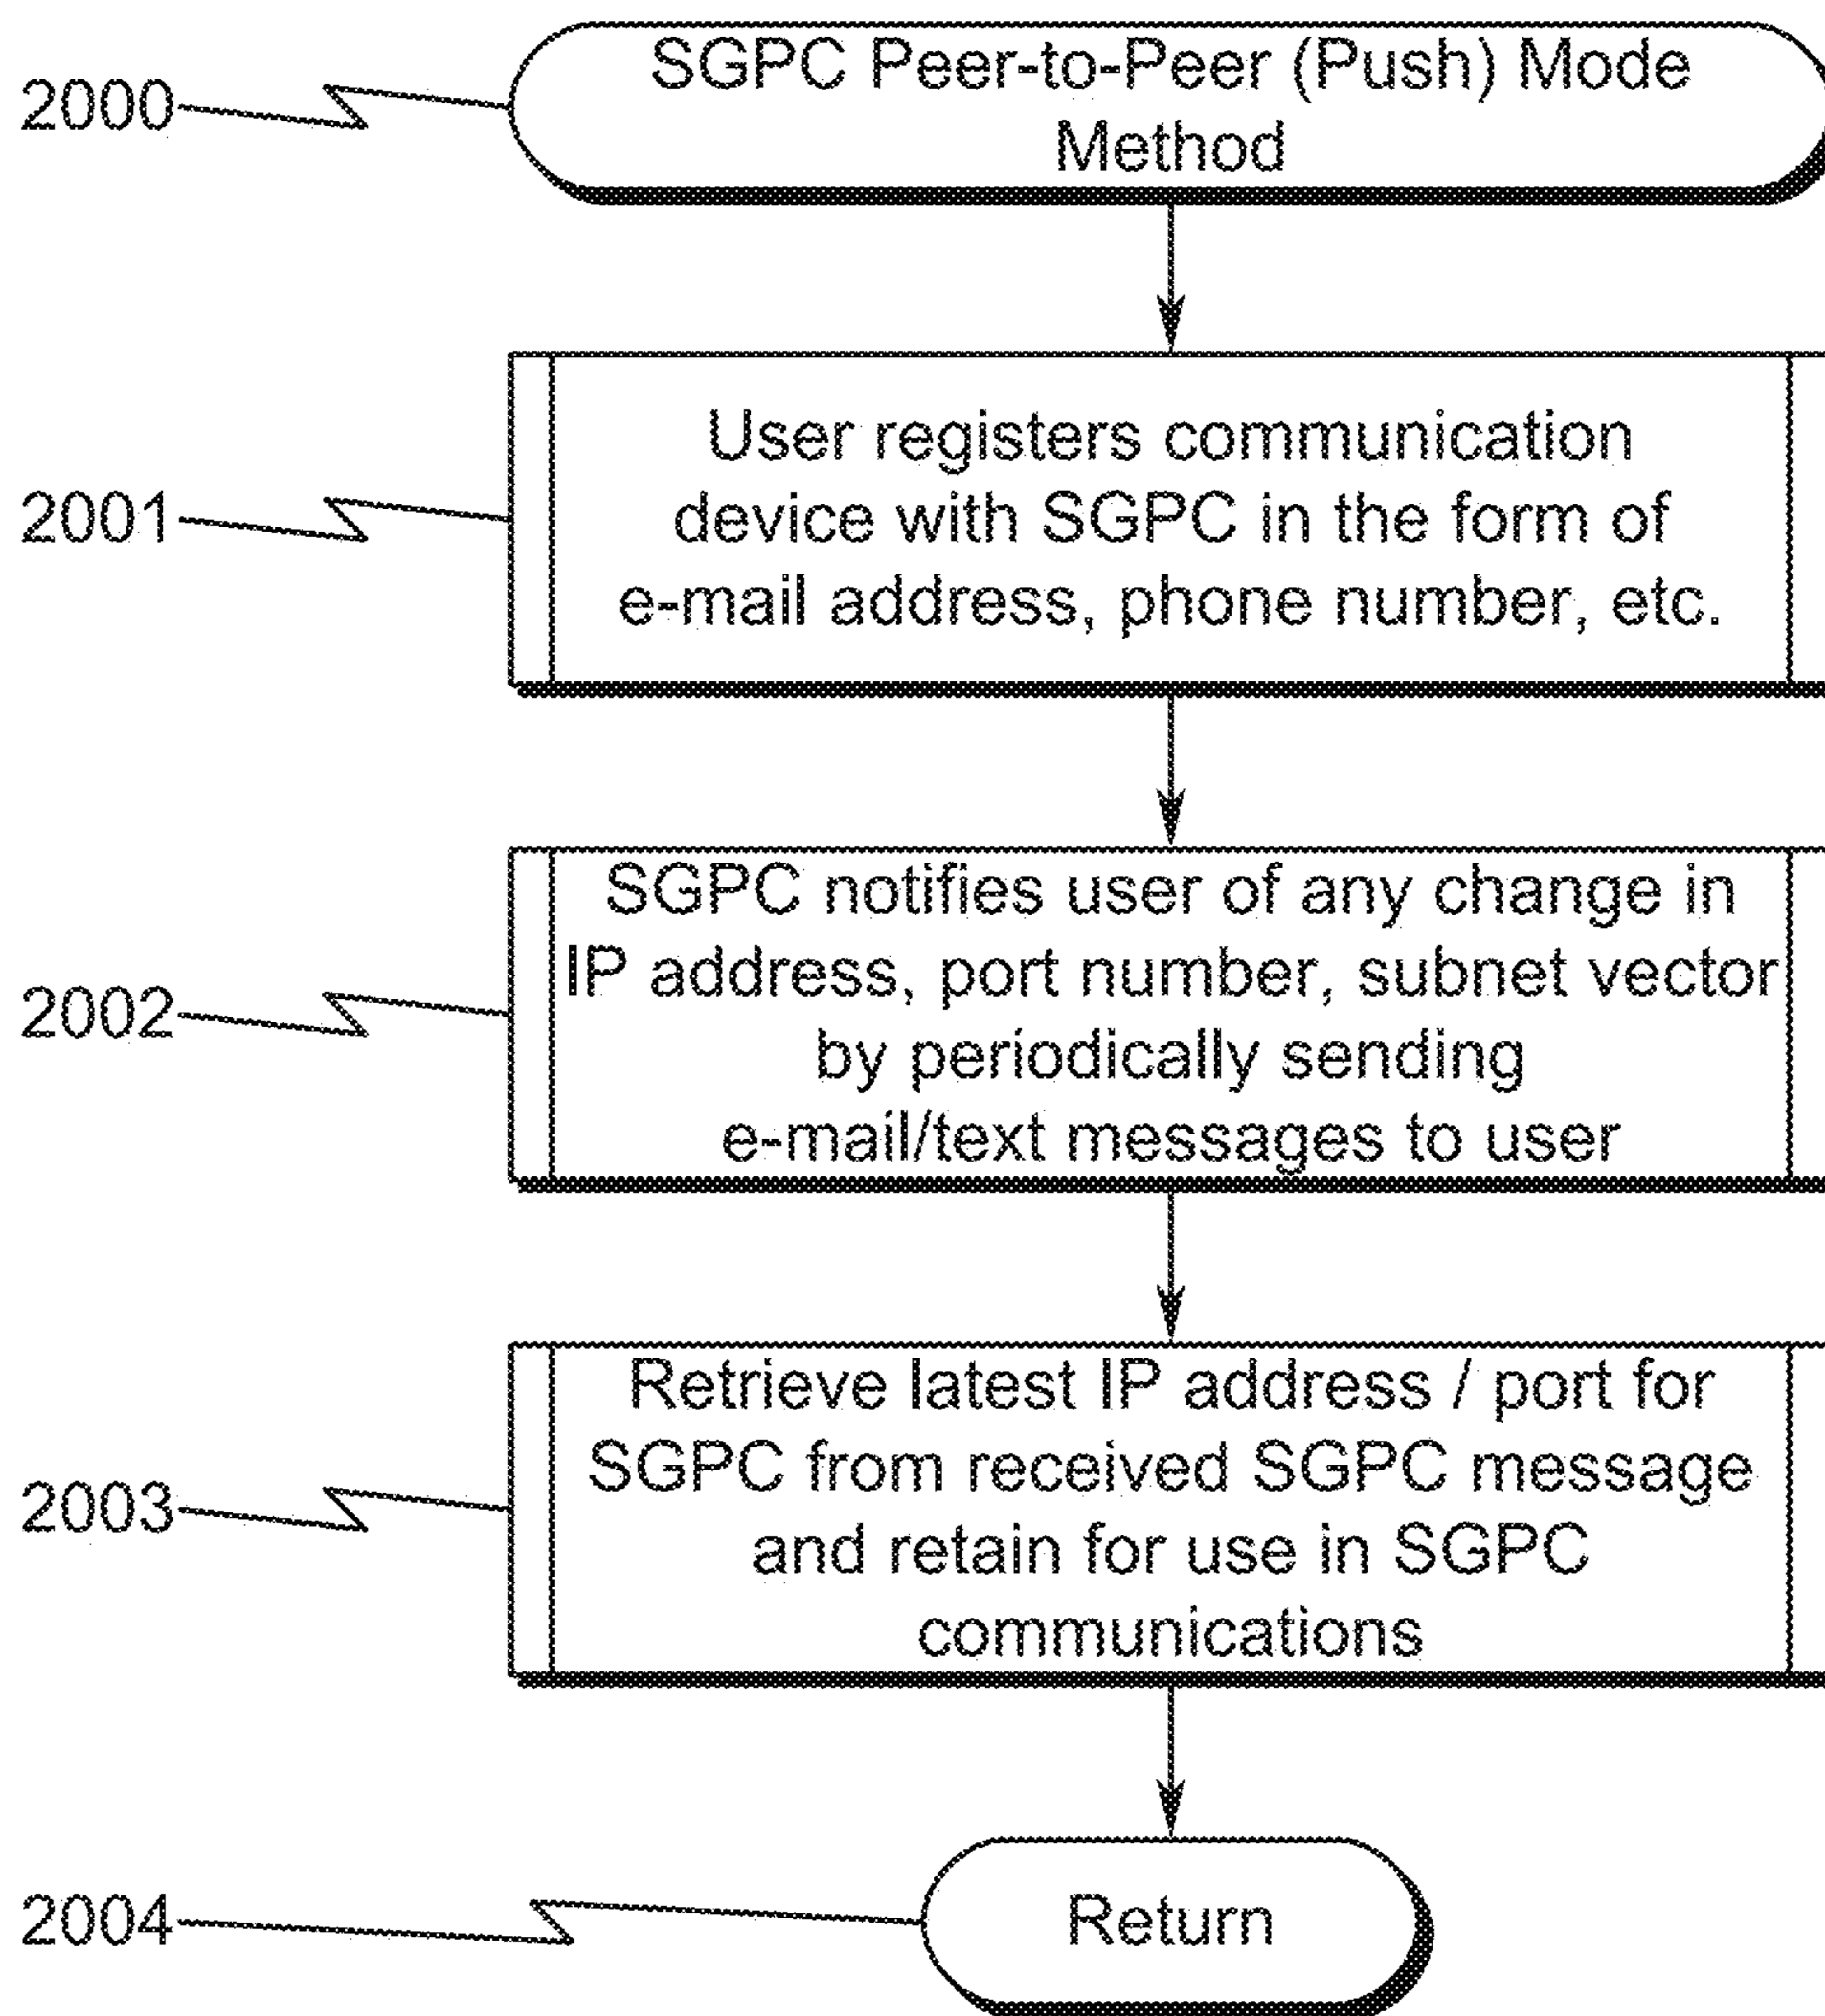 2000
SGPC Peer-to-Peer (Push) Mode
Method
2001
User registers communication
device with SGPC in the form of
e-mail address, phone number, etc.
2002
SGPC notifies user of any change in
IP address, port number, subnet vector
by periodically sending
e-mail/text messages to user
2003
Retrieve latest IP address / port for
SGPC from received SGPC message
and retain for use in SGPC
communications
2004
Return